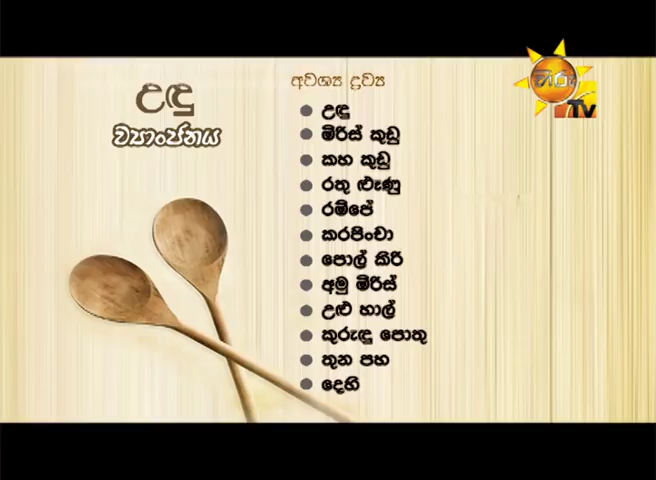 උඳු
ව්‍යාංජනය
අවශ්‍ය ද්‍රව්‍ය
උඳු
මිරිස් කුඩු
කහ කුඩු
රතු ළූණු
රම්පේ
කරපිංචා
පොල් කිරි
අමු මිරිස්
උළු හාල්
කුරුඳු පොතු
තුන පහ
දෙහි
හිරු
TV